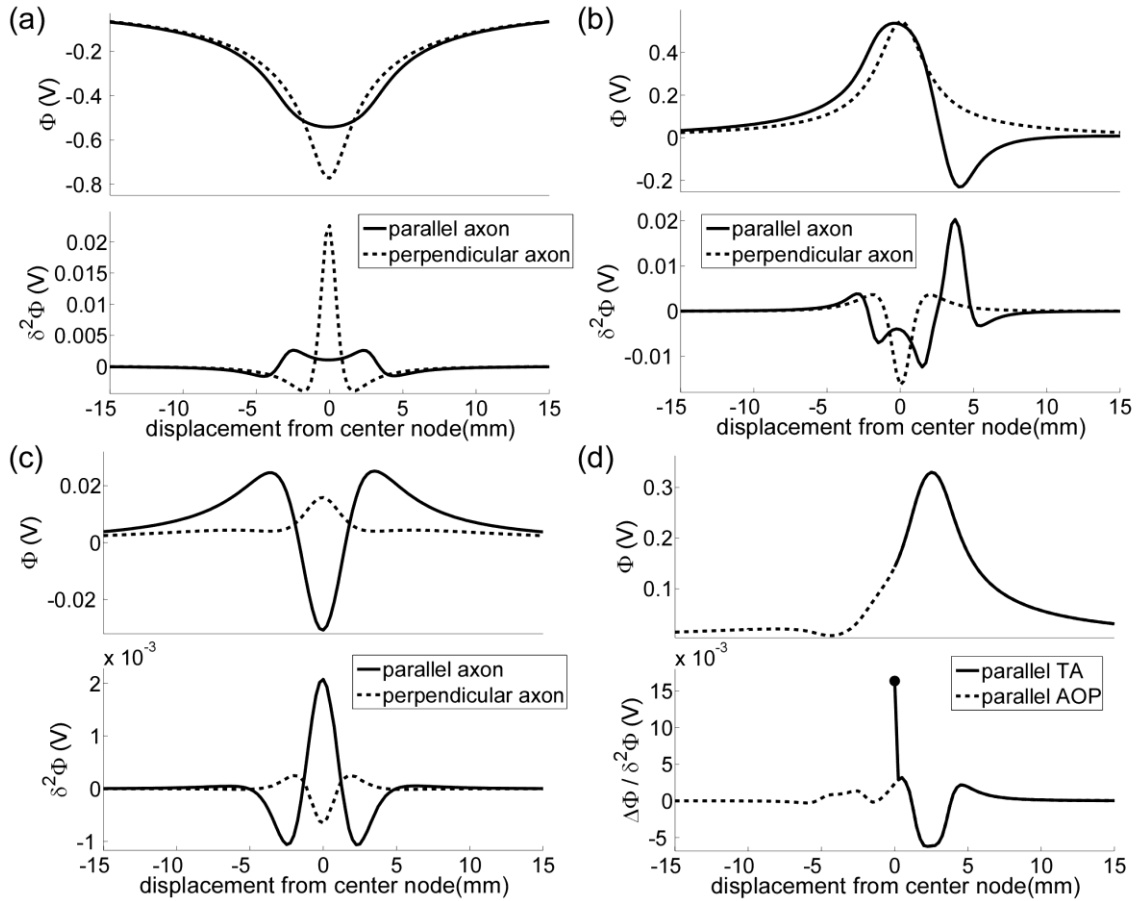 (a)
Φ (V)
-0.2
-0.4
-0.6
-0.8
parallel axon
perpendicular axon
δ²Φ (V)
0.02
0.015
0.01
0.005
0
-15 -10 -5 0 5 10 15
displacement from center node(mm)
(b)
Φ (V)
0.4
0.2
0
-0.2
parallel axon
perpendicular axon
δ²Φ (V)
0.02
0.01
0
-0.01
-15 -10 -5 0 5 10 15
displacement from center node(mm)
(c)
Φ (V)
0.02
0
-0.02
x 10⁻³
parallel axon
perpendicular axon
δ²Φ (V)
2
1
0
-1
-15 -10 -5 0 5 10 15
displacement from center node(mm)
(d)
Φ (V)
0.3
0.2
0.1
x 10⁻³
parallel TA
parallel AOP
ΔΦ / δ²Φ (V)
15
10
5
0
-5
-15 -10 -5 0 5 10 15
displacement from center node(mm)